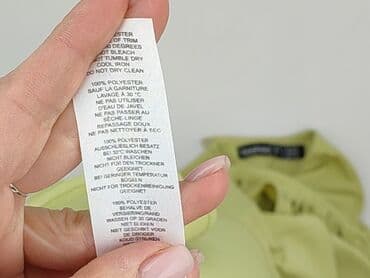 ESTER
OF TRIM
DEGREES
NOT BLEACH
NOT TUMBLE DRY
COOL IRON
DO NOT DRY CLEAN
100% POLYESTER
SAUF LA GARNITURE
LAVAGE À 30 °C
NE PAS UTILISER
D'EAU DE JAVEL
NE PAS PASSER AU
SÈCHE-LINGE
REPASSAGE DOUX
NE PAS NETTOYER À SEC
100% POLYESTER
AUSSCHLIEßLICH BESATZ
BEI 30°C WASCHEN
NICHT BLEICHEN
NICHT FÜR DEN TROCKNER
GEEIGNET
BEI GERINGER TEMPERATUR
BÜGELN
NICHT FÜR TROCKENREINIGUNG
GEEIGNET
100% POLYESTER
BEHALVE DE
VERSIERING/RAND
WASSEN OP 30 GRADEN
NIET BLEKEN
NIET GESCHIKT VOOR
DE DROGER
KOUD STRIJKEN